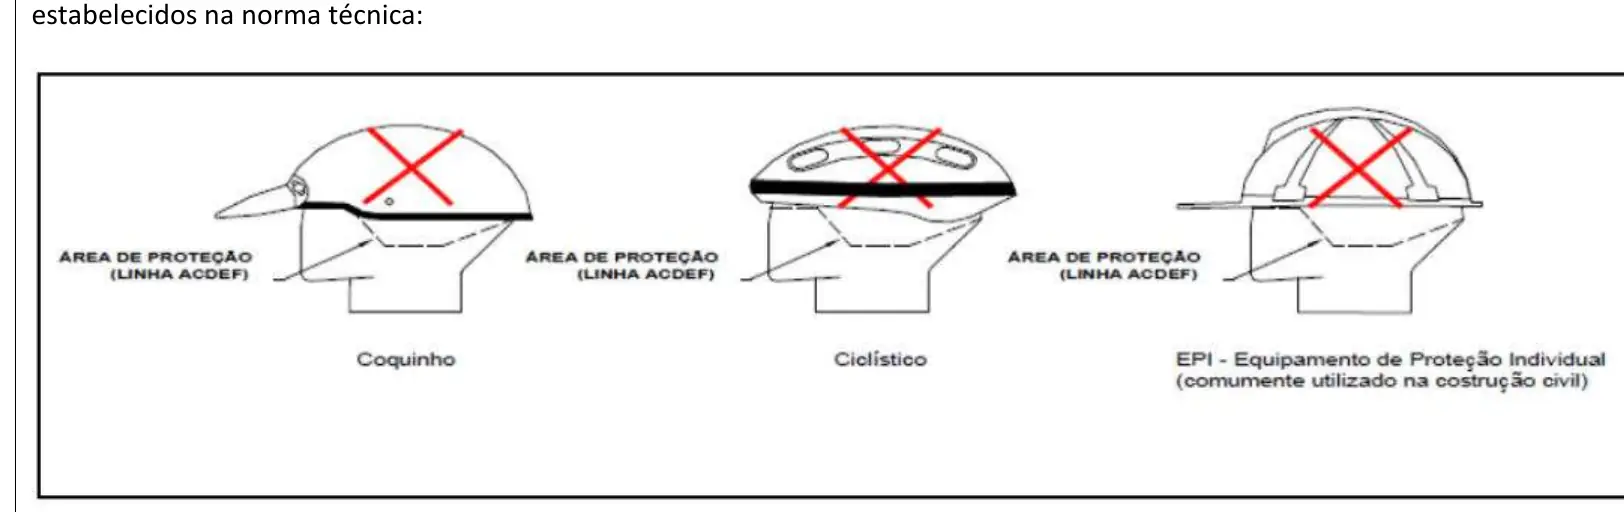 estabelecidos na norma técnica:
ÁREA DE PROTEÇÃO
(LINHA ACDEF)
ÁREA DE PROTEÇÃO
(LINHA ACDEF)
ÁREA DE PROTEÇÃO
(LINHA ACDEF)
Coquinho
Ciclístico
EPI - Equipamento de Proteção Individual
(comumente utilizado na costrução civil)